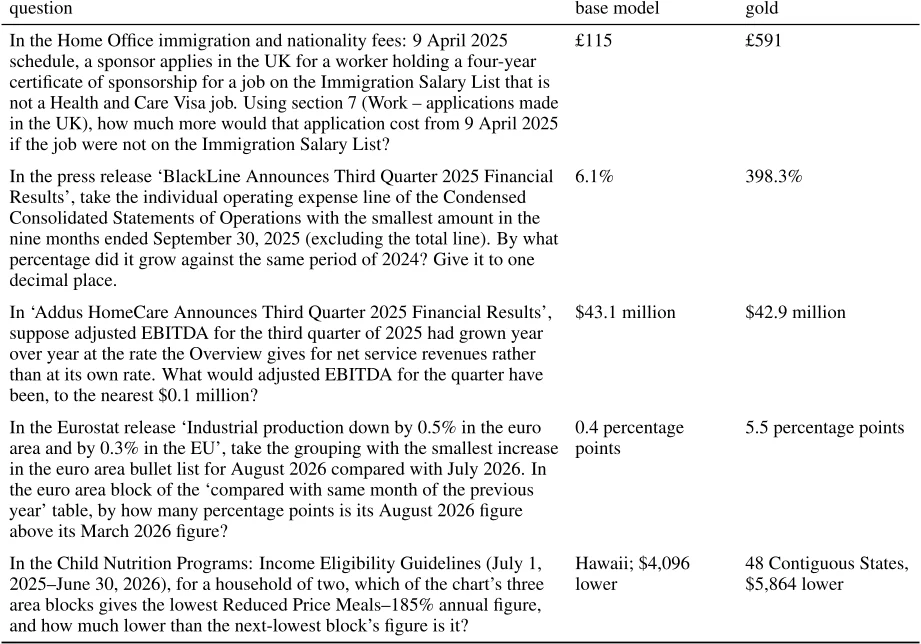 question base model gold
In the Home Office immigration and nationality fees: 9 April 2025 £115 £591
schedule, a sponsor applies in the UK for a worker holding a four-year
certificate of sponsorship for a job on the Immigration Salary List that is
not a Health and Care Visa job. Using section 7 (Work – applications made
in the UK), how much more would that application cost from 9 April 2025
if the job were not on the Immigration Salary List?
In the press release ‘BlackLine Announces Third Quarter 2025 Financial 6.1% 398.3%
Results’, take the individual operating expense line of the Condensed
Consolidated Statements of Operations with the smallest amount in the
nine months ended September 30, 2025 (excluding the total line). By what
percentage did it grow against the same period of 2024? Give it to one
decimal place.
In ‘Addus HomeCare Announces Third Quarter 2025 Financial Results’, $43.1 million $42.9 million
suppose adjusted EBITDA for the third quarter of 2025 had grown year
over year at the rate the Overview gives for net service revenues rather
than at its own rate. What would adjusted EBITDA for the quarter have
been, to the nearest $0.1 million?
In the Eurostat release ‘Industrial production down by 0.5% in the euro 0.4 percentage 5.5 percentage points
area and by 0.3% in the EU’, take the grouping with the smallest increase points
in the euro area bullet list for August 2026 compared with July 2026. In
the euro area block of the ‘compared with same month of the previous
year’ table, by how many percentage points is its August 2026 figure
above its March 2026 figure?
In the Child Nutrition Programs: Income Eligibility Guidelines (July 1, Hawaii; $4,096 48 Contiguous States,
2025–June 30, 2026), for a household of two, which of the chart’s three lower $5,864 lower
area blocks gives the lowest Reduced Price Meals–185% annual figure,
and how much lower than the next-lowest block’s figure is it?